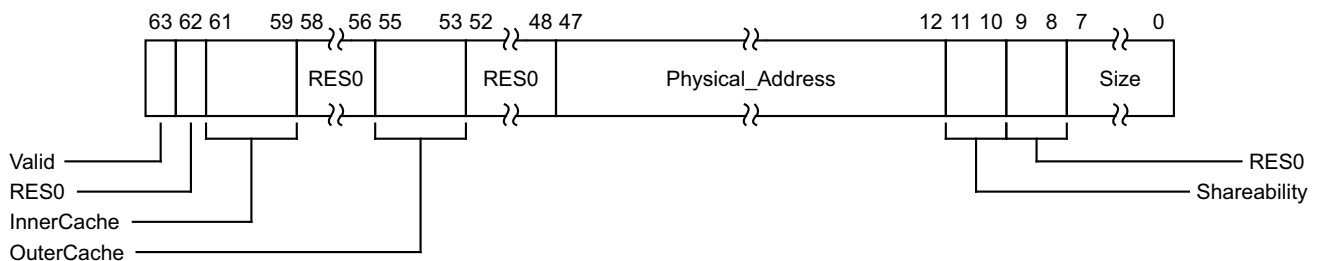 63 62 61 59 58 56 55 53 52 48 47 12 11 10 9 8 7 0
RES0 RES0 Physical_Address Size
Valid RES0
RES0 Shareability
InnerCache
OuterCache